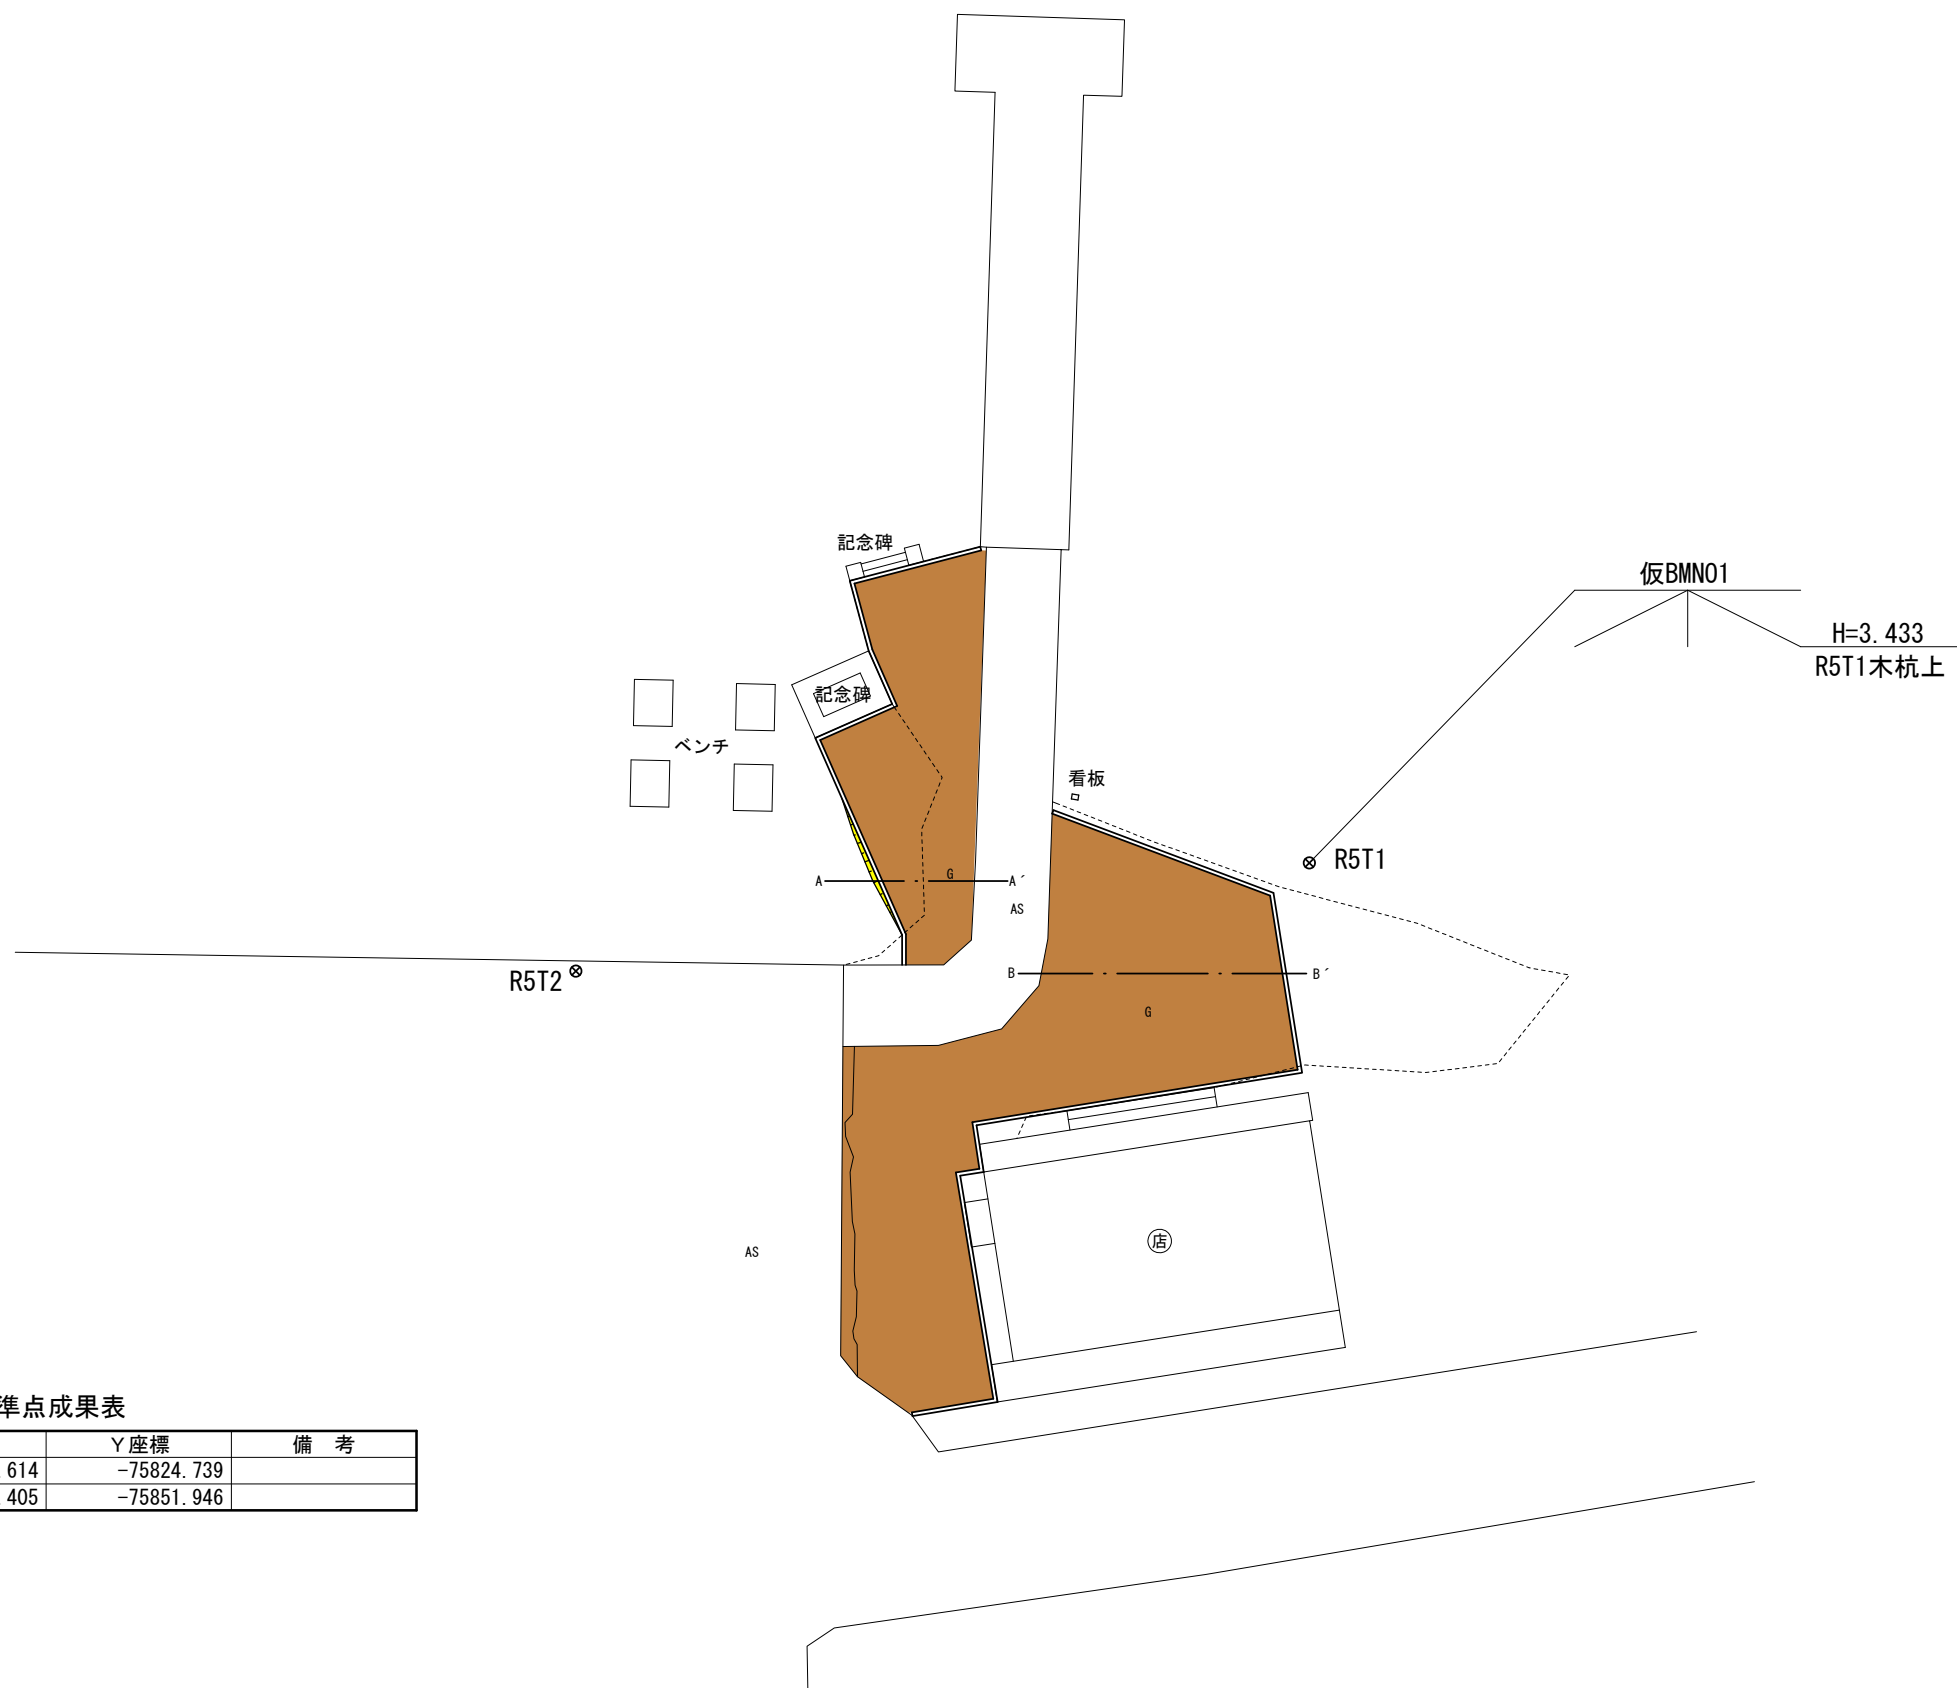 記念碑
仮BMNO1
H=3.433
R5T1木杭上
記念碑
ベンチ
看板
R5T1
A
G
A´
AS
R5T2
B
B´
G
店
AS
準点成果表
Y座標 備 考
614 -75824.739
405 -75851.946